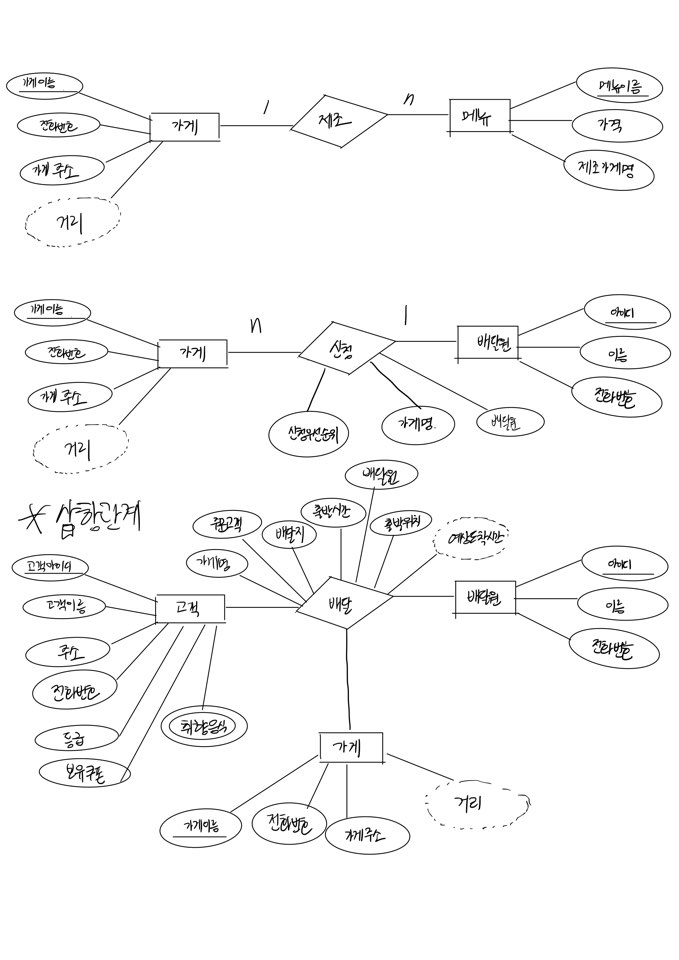 가게이름
전화번호
가게 주소
거리
가게
1
제조
n
메뉴
메뉴이름
가격
제조가게명
가게이름
전화번호
가게 주소
거리
가게
n
신청
1
배달원
신청우선순위
가게명
배달원
아이디
이름
전화번호
* 삼항관계
고객아이디
고객이름
주소
전화번호
등급
보유쿠폰
취향음식
고객
가게명
주문고객
배달지
출발시간
배달원
출발위치
예상도착시간
배달
배달원
아이디
이름
전화번호
가게
가게이름
전화번호
가게주소
거리